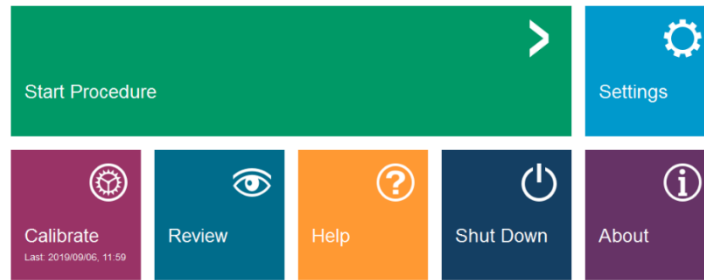 Start Procedure
Settings
Calibrate
Last: 2019/09/06, 11:59
Review
Help
Shut Down
About